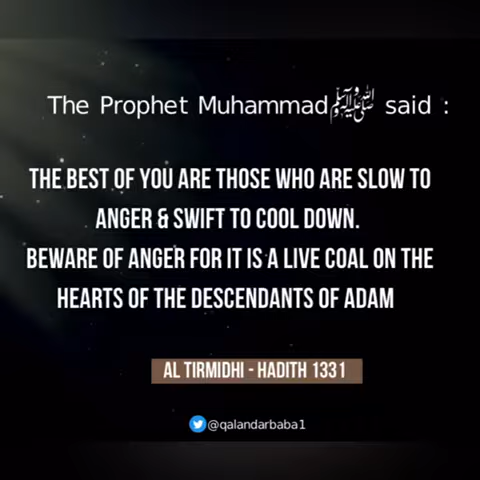 The Prophet Muhammadﷺ said :
THE BEST OF YOU ARE THOSE WHO ARE SLOW TO
ANGER & SWIFT TO COOL DOWN.
BEWARE OF ANGER FOR IT IS A LIVE COAL ON THE
HEARTS OF THE DESCENDANTS OF ADAM
AL TIRMIDHI - HADITH 1331
@qalandarbaba1